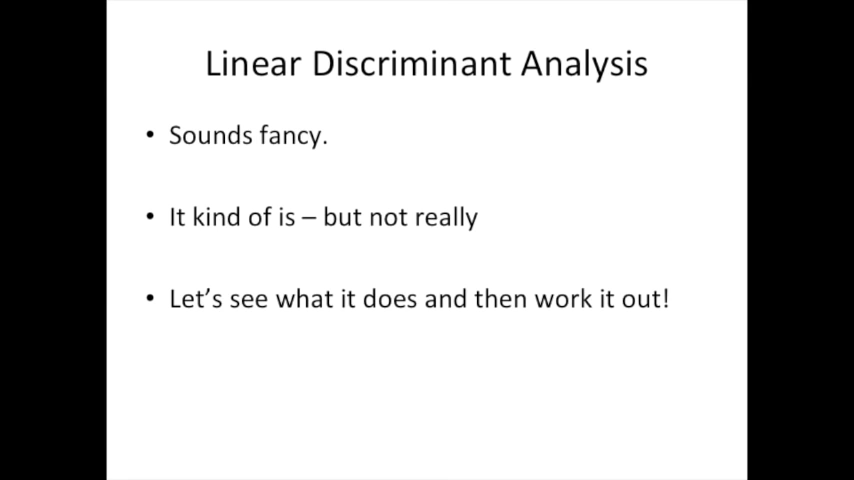 Linear Discriminant Analysis
• Sounds fancy.
• It kind of is – but not really
• Let’s see what it does and then work it out!